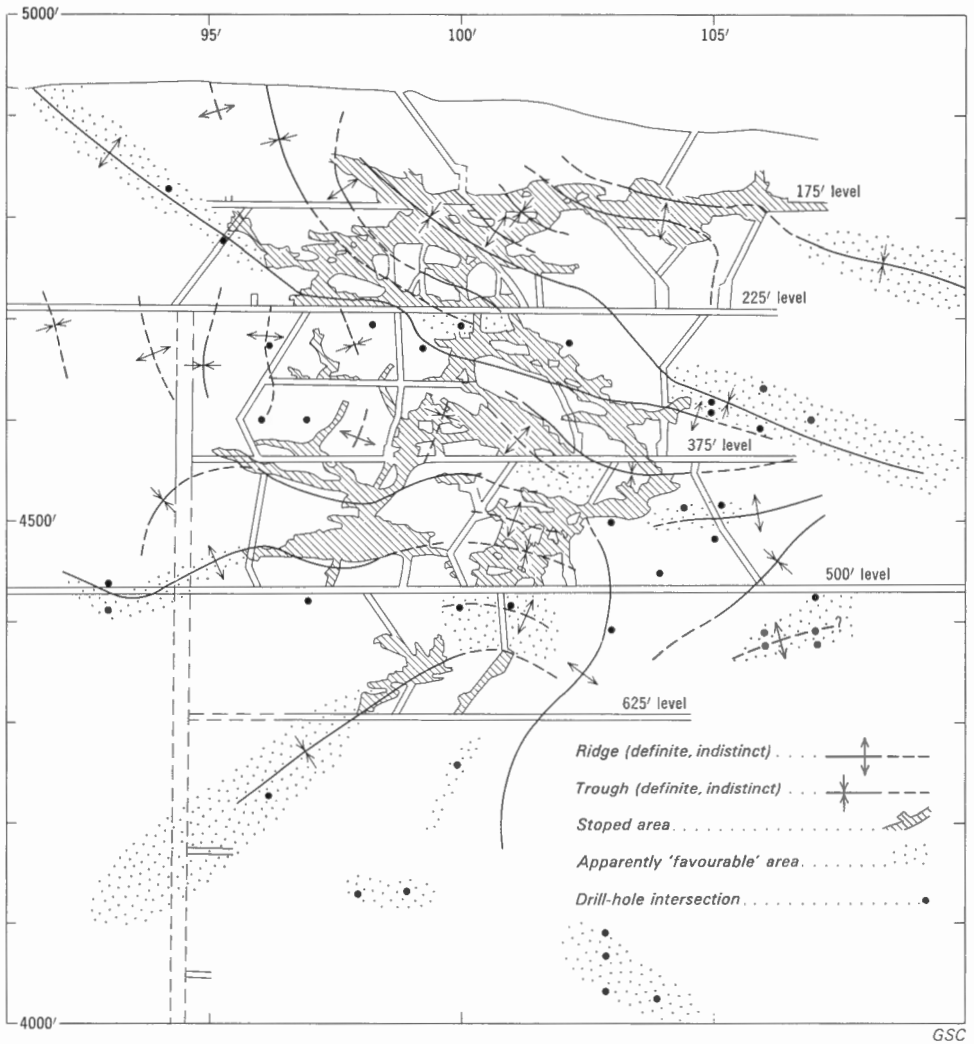 5000'
95'
100'
105'
175' level
225' level
375' level
4500'
500' level
?
625' level
Ridge (definite, indistinct)
Trough (definite, indistinct)
Stoped area
Apparently 'favourable' area
Drill-hole intersection
4000'
GSC